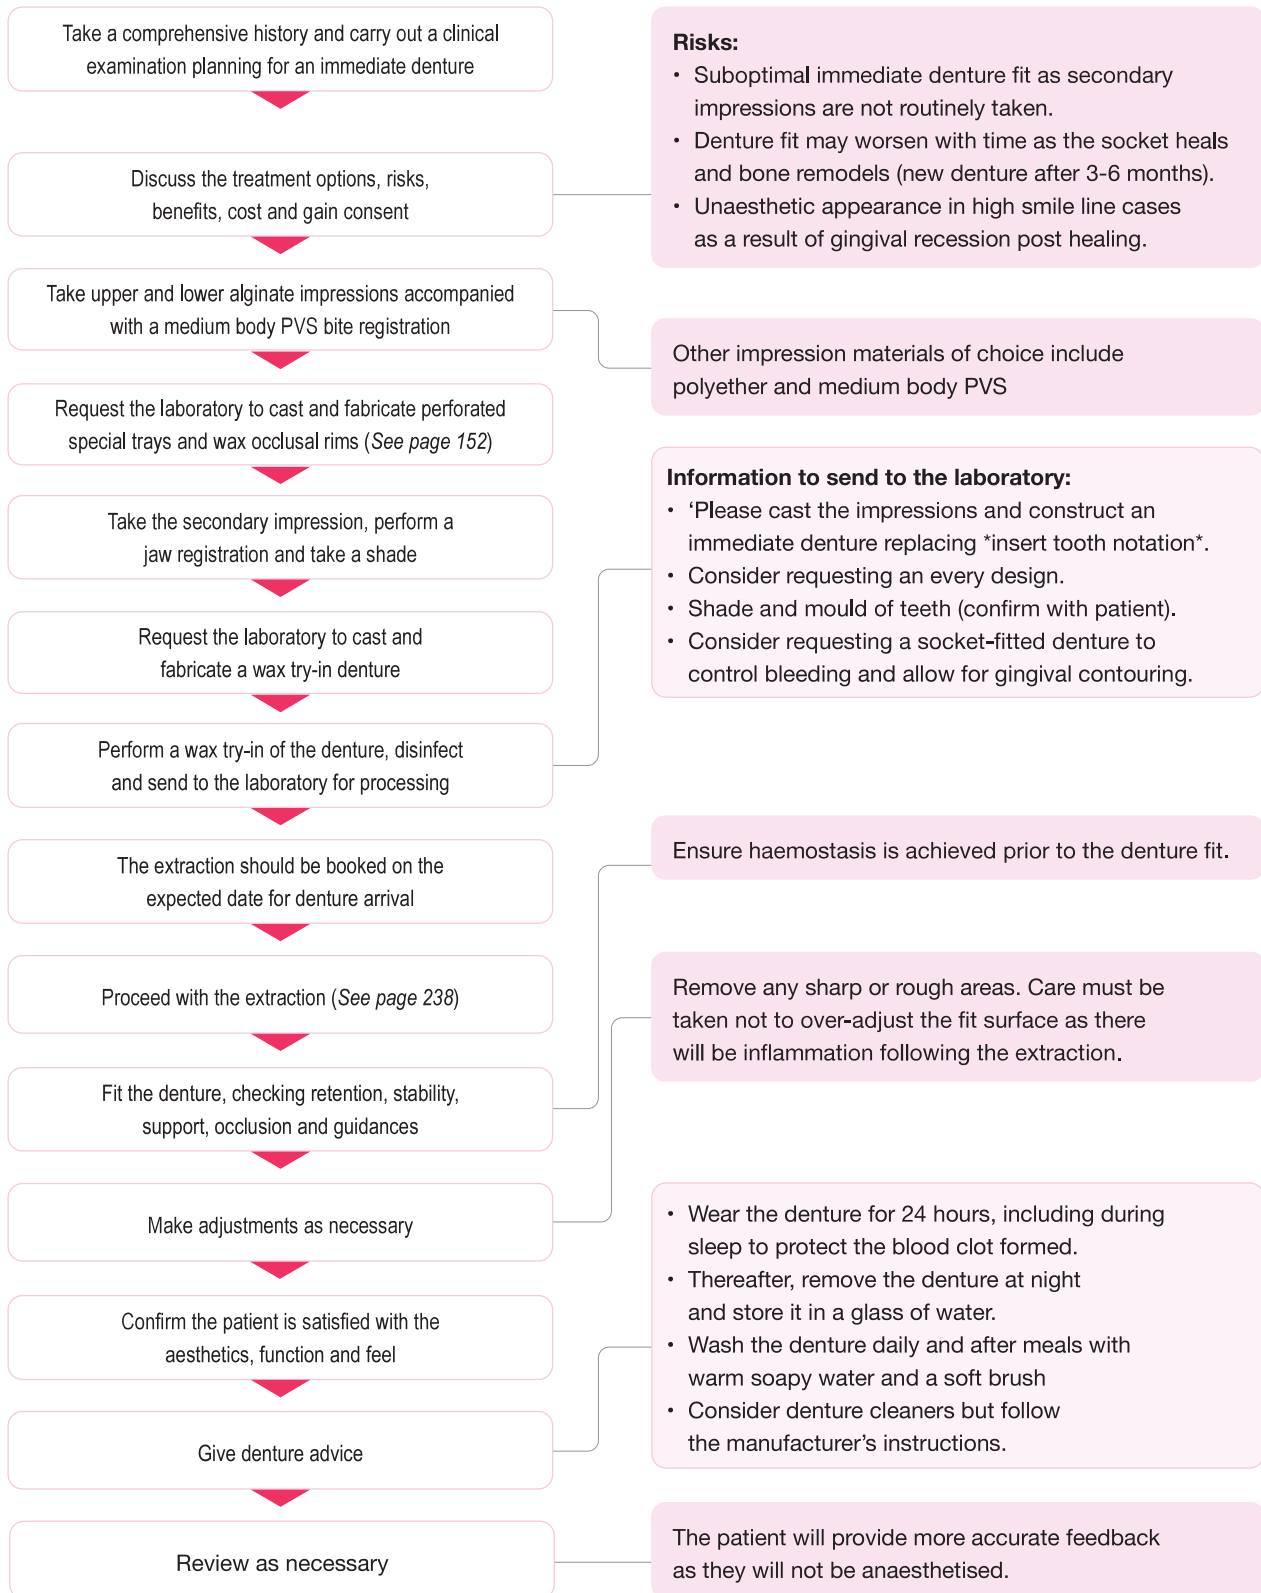 Take a comprehensive history and carry out a clinical
examination planning for an immediate denture
Risks:
• Suboptimal immediate denture fit as secondary
impressions are not routinely taken.
• Denture fit may worsen with time as the socket heals
and bone remodels (new denture after 3-6 months).
• Unaesthetic appearance in high smile line cases
as a result of gingival recession post healing.
Discuss the treatment options, risks,
benefits, cost and gain consent
Take upper and lower alginate impressions accompanied
with a medium body PVS bite registration
Other impression materials of choice include
polyether and medium body PVS
Request the laboratory to cast and fabricate perforated
special trays and wax occlusal rims (See page 152)
Take the secondary impression, perform a
jaw registration and take a shade
Request the laboratory to cast and
fabricate a wax try-in denture
Perform a wax try-in of the denture, disinfect
and send to the laboratory for processing
Information to send to the laboratory:
• ‘Please cast the impressions and construct an
immediate denture replacing *insert tooth notation*.
• Consider requesting an every design.
• Shade and mould of teeth (confirm with patient).
• Consider requesting a socket-fitted denture to
control bleeding and allow for gingival contouring.
The extraction should be booked on the
expected date for denture arrival
Proceed with the extraction (See page 238)
Fit the denture, checking retention, stability,
support, occlusion and guidances
Ensure haemostasis is achieved prior to the denture fit.
Make adjustments as necessary
Remove any sharp or rough areas. Care must be
taken not to over-adjust the fit surface as there
will be inflammation following the extraction.
Confirm the patient is satisfied with the
aesthetics, function and feel
Give denture advice
• Wear the denture for 24 hours, including during
sleep to protect the blood clot formed.
• Thereafter, remove the denture at night
and store it in a glass of water.
• Wash the denture daily and after meals with
warm soapy water and a soft brush
• Consider denture cleaners but follow
the manufacturer’s instructions.
Review as necessary
The patient will provide more accurate feedback
as they will not be anaesthetised.